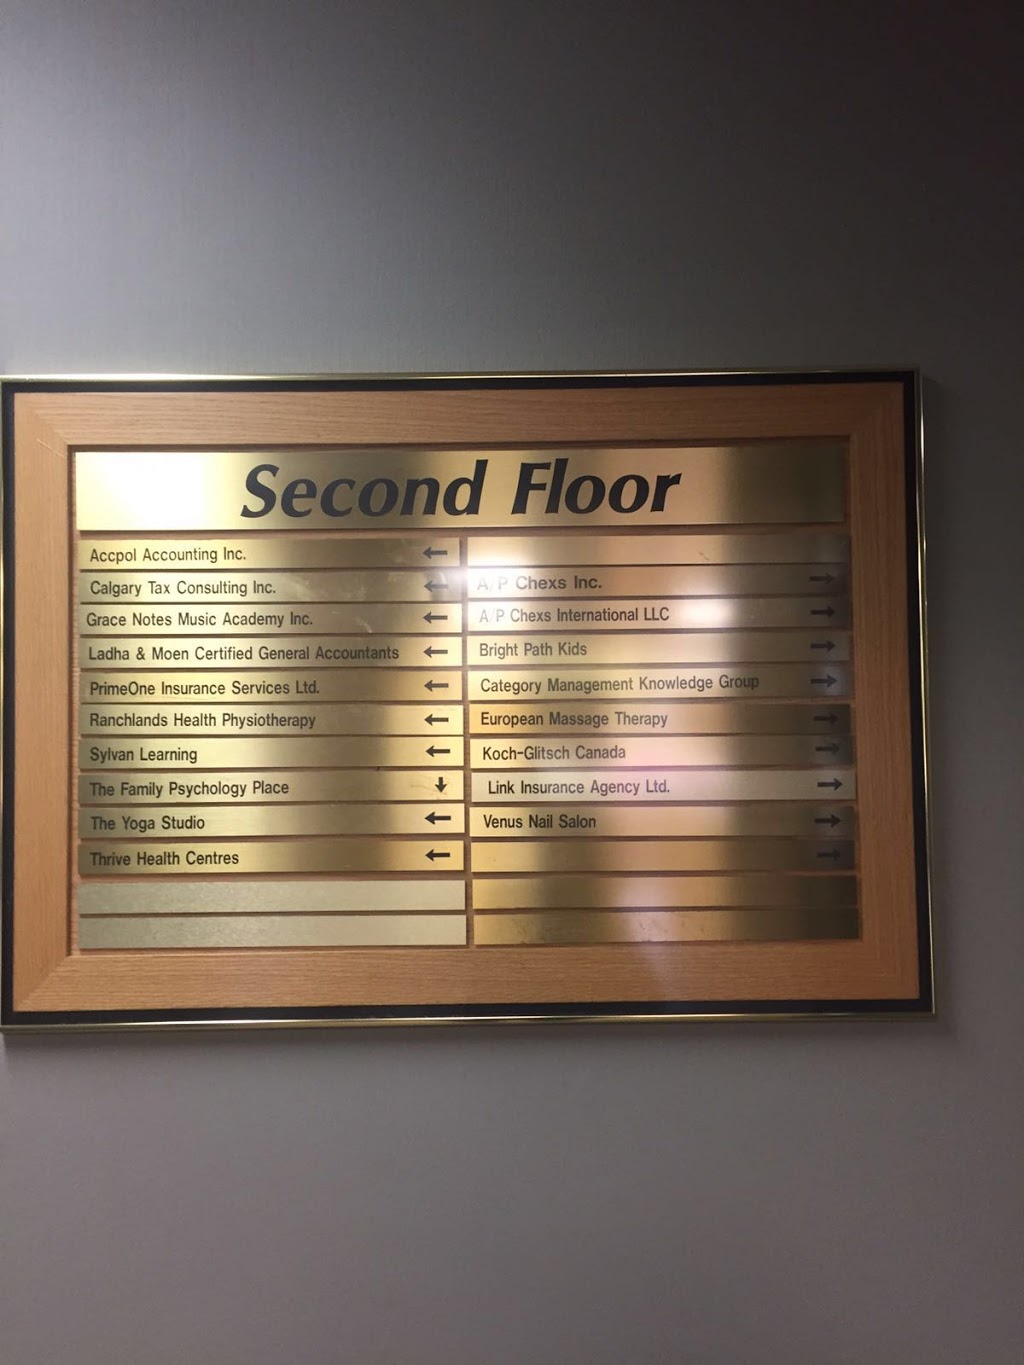 Second Floor
Accpol Accounting Inc. ←
Calgary Tax Consulting Inc. ←
Grace Notes Music Academy Inc. ←
Ladha & Moen Certified General Accountants ←
PrimeOne Insurance Services Ltd. ←
Ranchlands Health Physiotherapy ←
Sylvan Learning ←
The Family Psychology Place ↓
The Yoga Studio ←
Thrive Health Centres ←
A/P Chexs Inc. →
A/P Chexs International LLC →
Bright Path Kids →
Category Management Knowledge Group →
European Massage Therapy →
Koch-Glitsch Canada →
Link Insurance Agency Ltd. →
Venus Nail Salon →
→